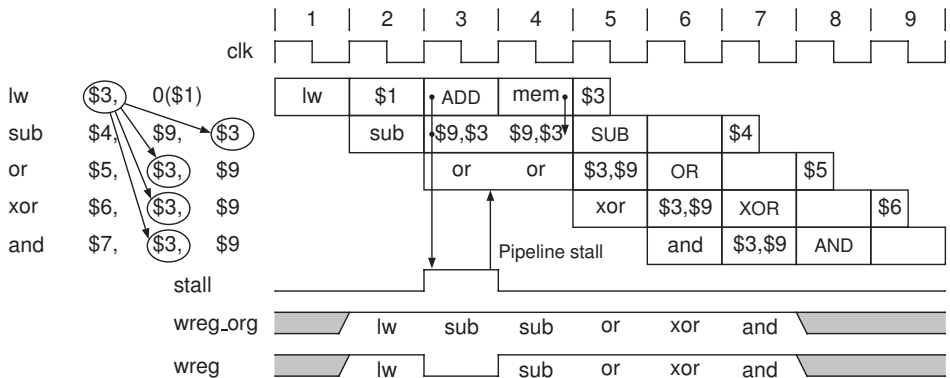 1 2 3 4 5 6 7 8 9
clk
lw $3, 0($1) lw $1 ADD mem $3
sub $4, $9, $3 sub $9,$3 $9,$3 SUB $4
or $5, $3, $9 or or $3,$9 OR $5
xor $6, $3, $9 xor $3,$9 XOR $6
and $7, $3, $9 and $3,$9 AND
Pipeline stall
stall
wreg_org lw sub sub or xor and
wreg lw sub or xor and